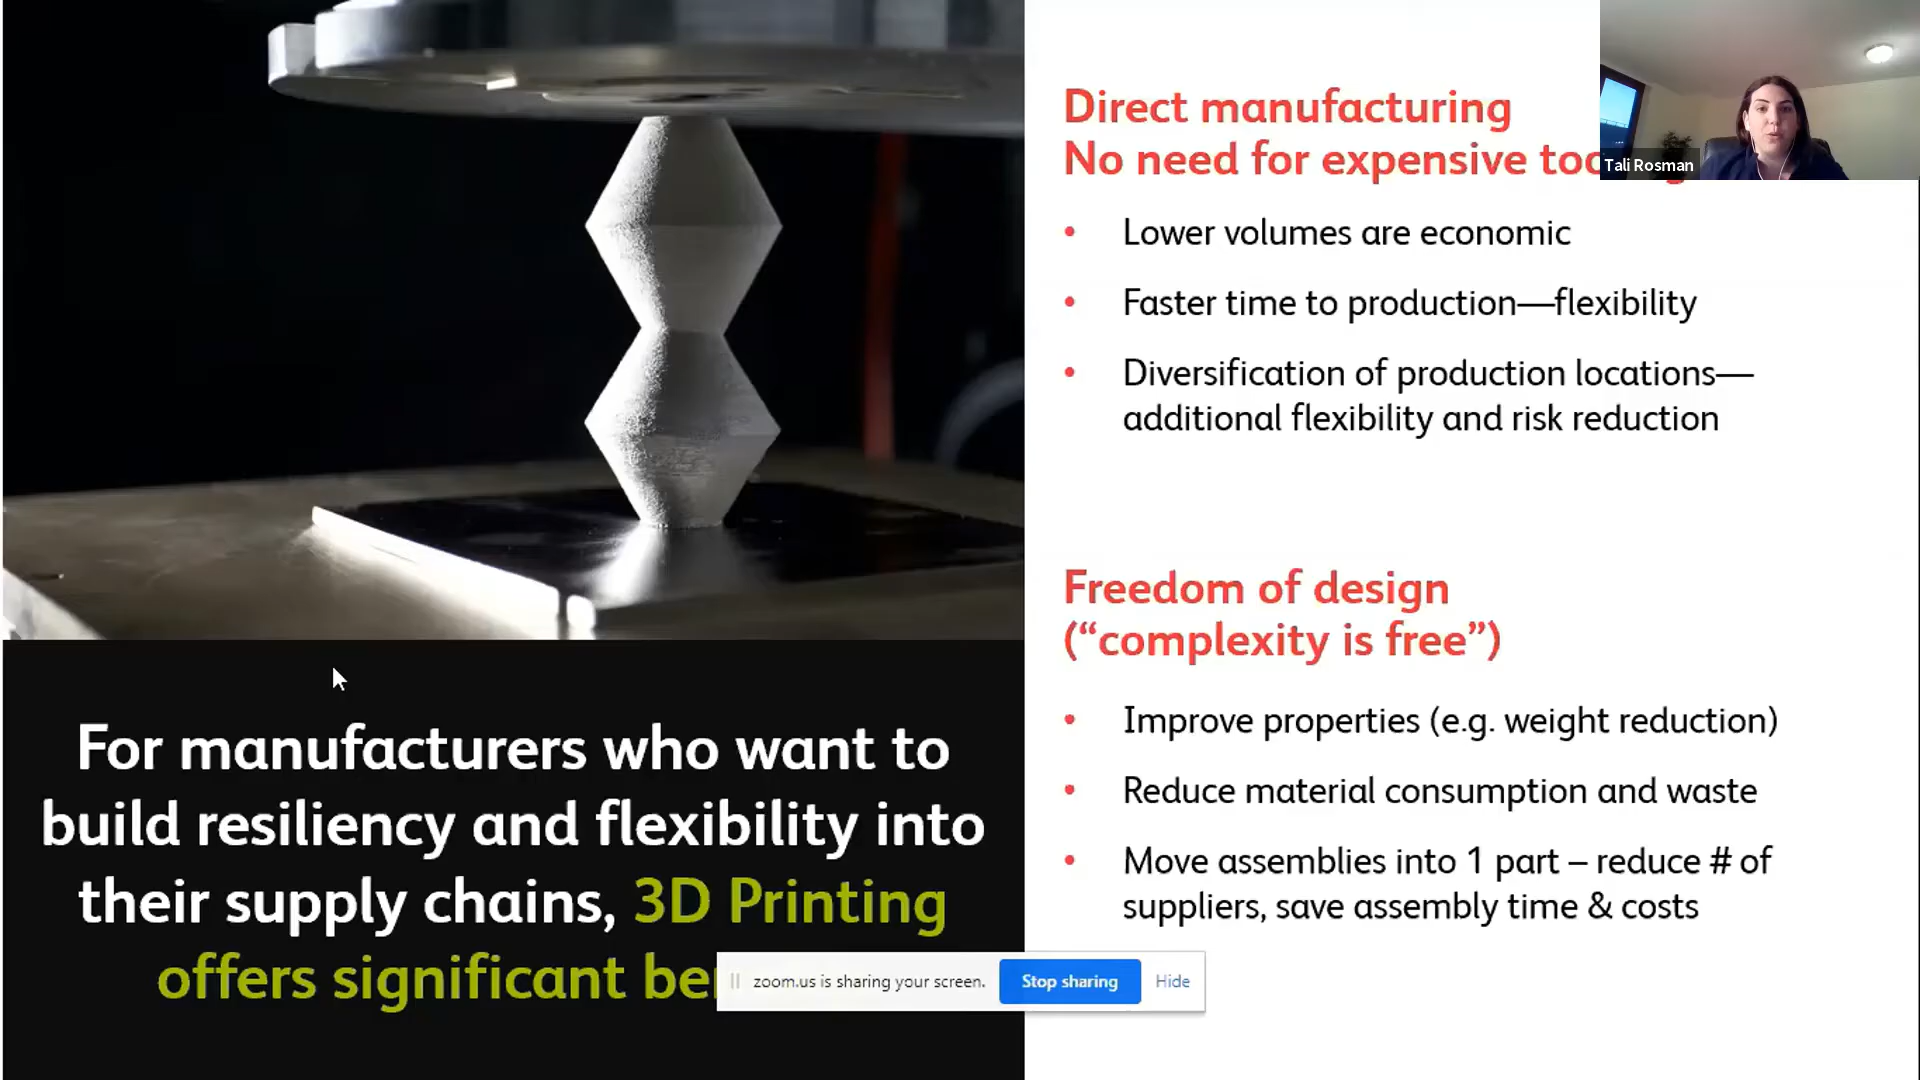 Direct manufacturing
No need for expensive
Tali Rosman
• Lower volumes are economic
• Faster time to production—flexibility
• Diversification of production locations—
additional flexibility and risk reduction
Freedom of design
(“complexity is free”)
• Improve properties (e.g. weight reduction)
• Reduce material consumption and waste
• Move assemblies into 1 part – reduce # of
suppliers, save assembly time & costs
For manufacturers who want to
build resiliency and flexibility into
their supply chains, 3D Printing
offers significant
zoom.us is sharing your screen. Stop sharing Hide